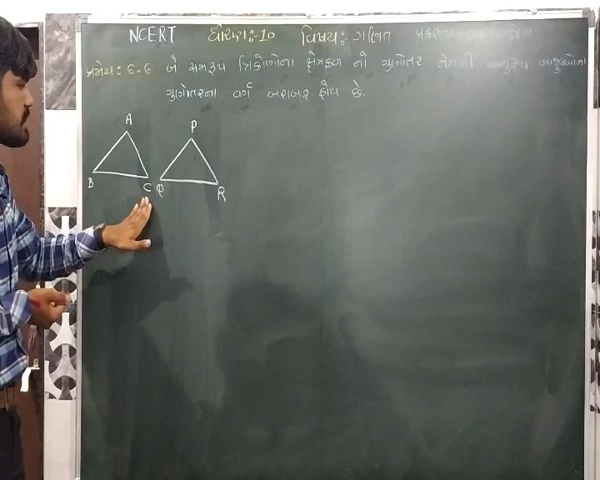 NCERT ધોરણ:-10 વિષય: ગણિત
પ્રમેય: 6.6 બે સમરૂપ ત્રિકોણોના ક્ષેત્રફળ નો ગુણોત્તર તેમની અનુરૂપ બાજુઓના
ગુણોત્તરના વર્ગ બરાબર હોય છે.
A P
B C Q R